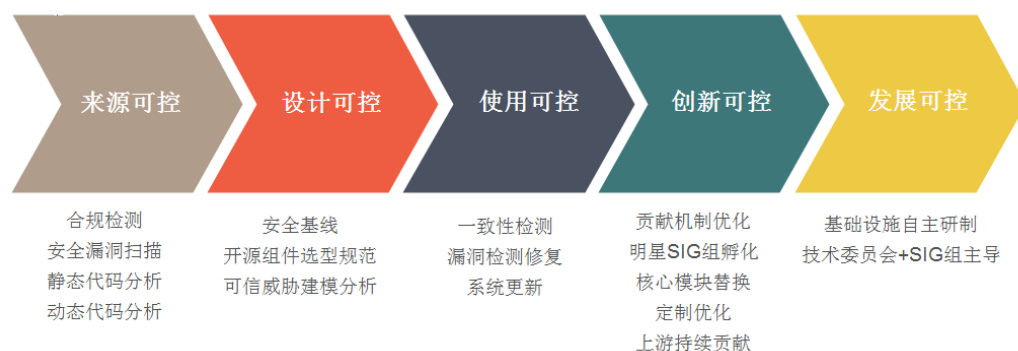 来源可控
设计可控
使用可控
创新可控
发展可控
合规检测
安全漏洞扫描
静态代码分析
动态代码分析
安全基线
开源组件选型规范
可信威胁建模分析
一致性检测
漏洞检测修复
系统更新
贡献机制优化
明星SIG组孵化
核心模块替换
定制优化
上游持续贡献
基础设施自主研制
技术委员会+SIG组主导